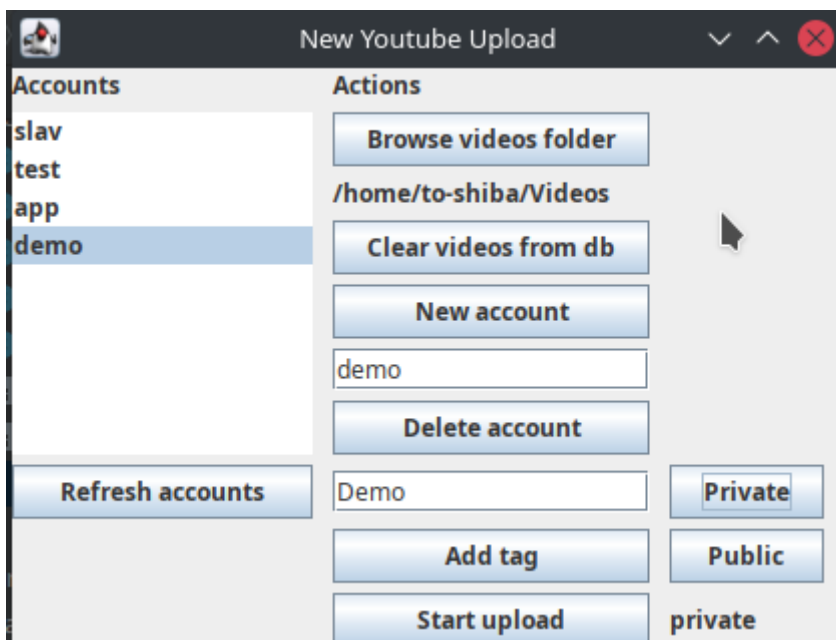 New Youtube Upload
Accounts
slav
test
app
demo
Refresh accounts
Actions
Browse videos folder
/home/to-shiba/Videos
Clear videos from db
New account
demo
Delete account
Demo
Add tag
Start upload
Private
Public
private